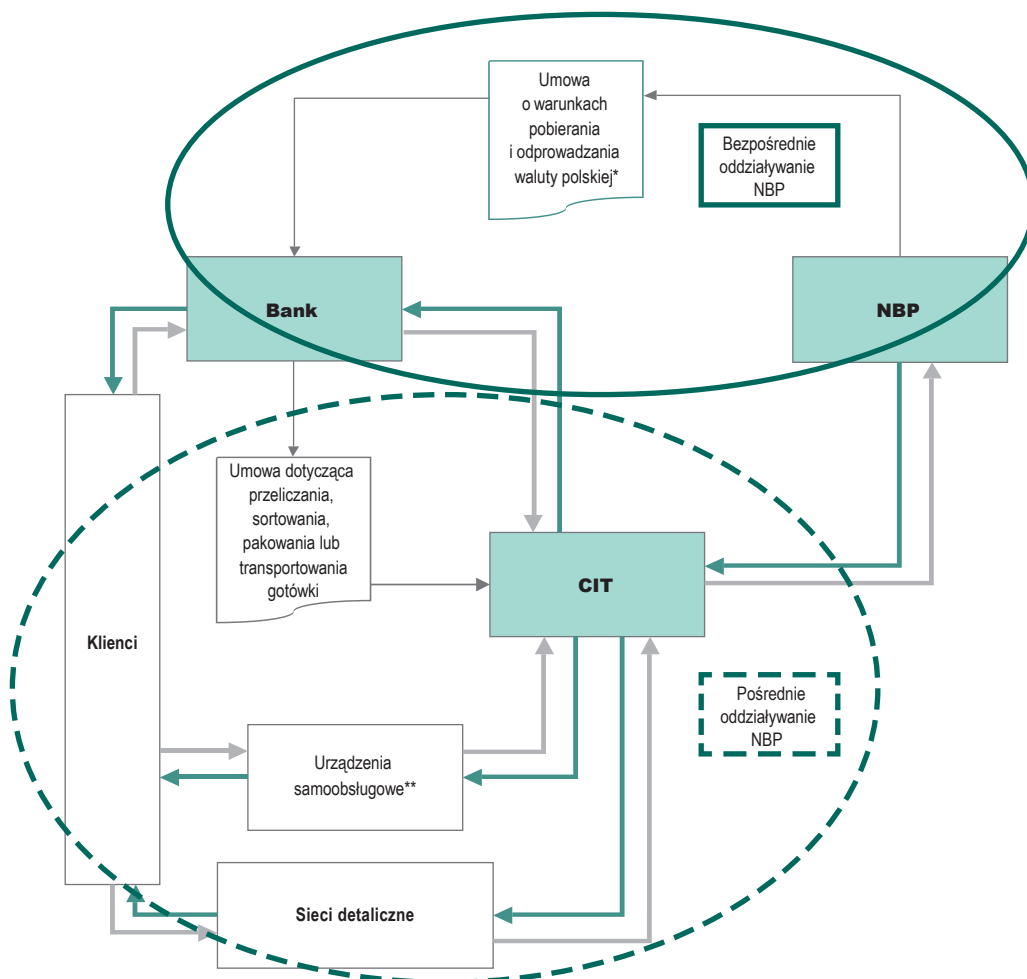 Umowa
o warunkach
pobierania
i odprowadzania
waluty polskiej*
Bezpośrednie
oddziaływanie
NBP
Bank
NBP
Umowa dotycząca
przeliczania,
sortowania,
pakowania lub
transportowania
gotówki
CIT
Klienci
Pośrednie
oddziaływanie
NBP
Urządzenia
samoobsługowe**
Sieci detaliczne